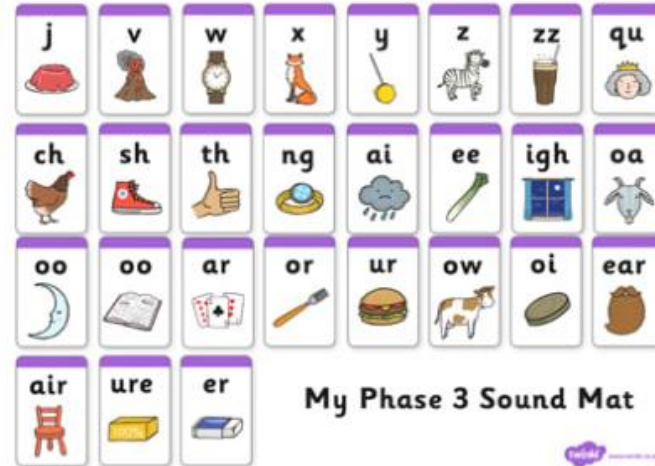 j v w x y z zz qu
ch sh th ng ai ee igh oa
oo oo ar or ur ow oi ear
air ure er
100%
My Phase 3 Sound Mat
twinkl